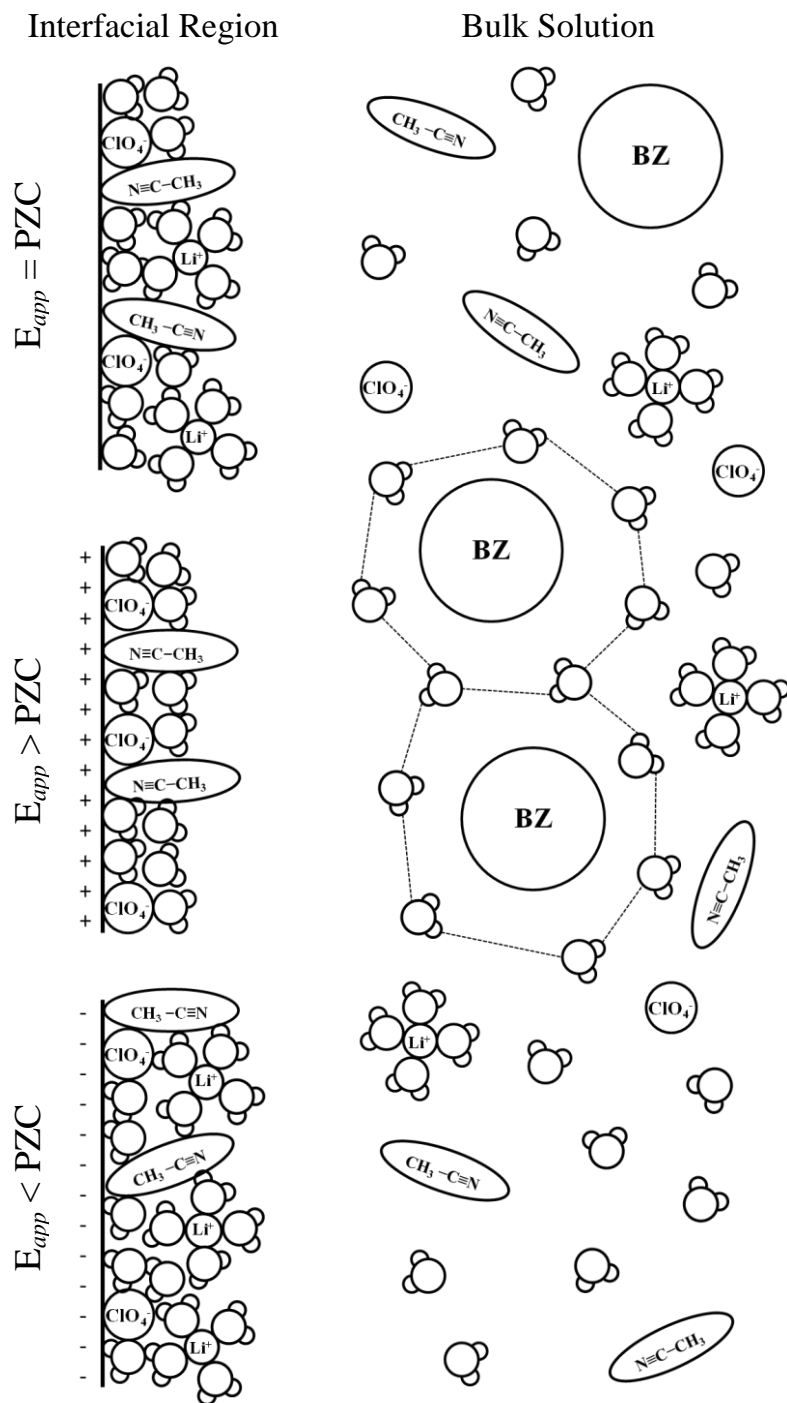 Interfacial Region
Bulk Solution
E_app = PZC
ClO₄⁻
N≡C–CH₃
Li⁺
CH₃–C≡N
ClO₄⁻
Li⁺
E_app > PZC
+
+
+
+
+
+
+
+
+
+
+
+
+
ClO₄⁻
N≡C–CH₃
ClO₄⁻
N≡C–CH₃
ClO₄⁻
E_app < PZC
-
-
-
-
-
-
-
-
-
-
-
-
-
CH₃–C≡N
ClO₄⁻
Li⁺
CH₃–C≡N
Li⁺
ClO₄⁻
Li⁺
CH₃–C≡N
BZ
N≡C–CH₃
ClO₄⁻
Li⁺
ClO₄⁻
BZ
Li⁺
BZ
N≡C–CH₃
ClO₄⁻
Li⁺
CH₃–C≡N
N≡C–CH₃